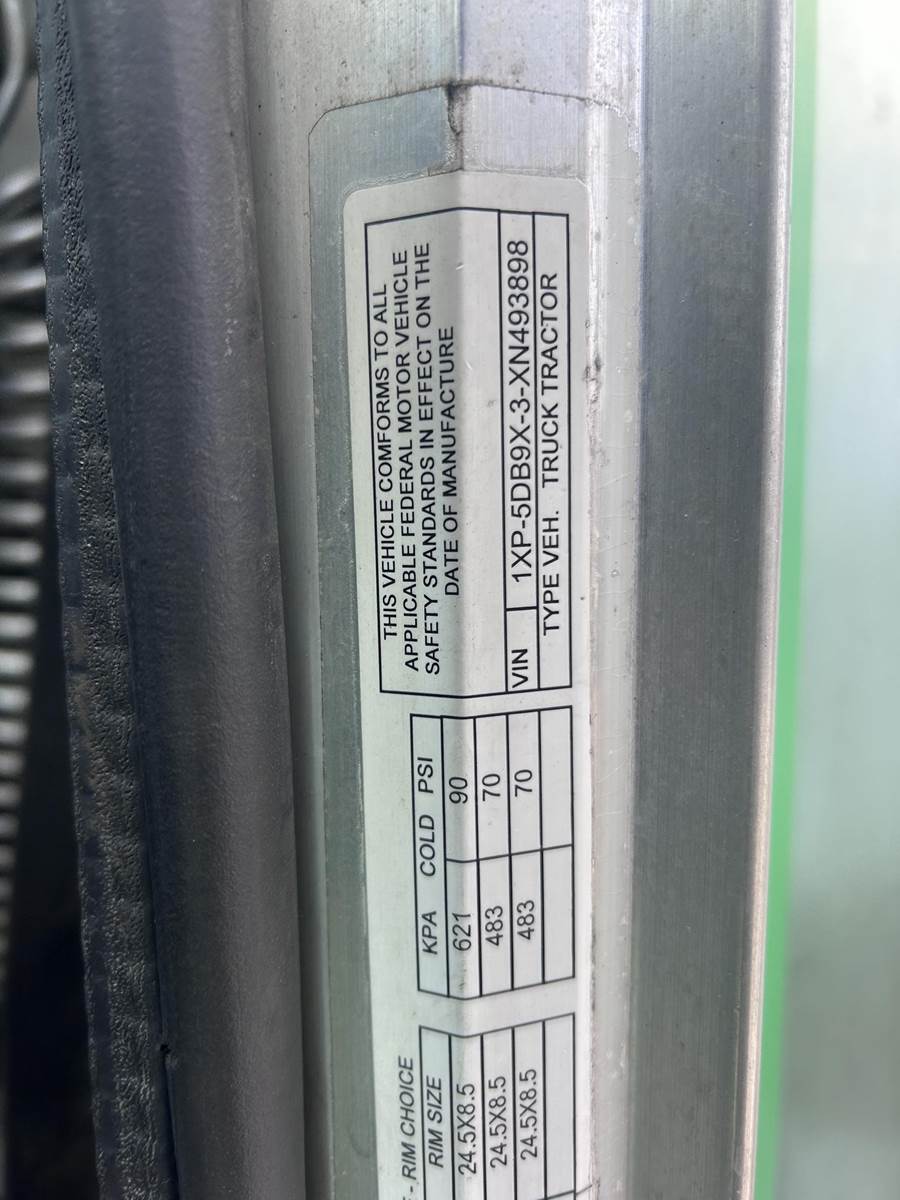 THIS VEHICLE COMFORMS TO ALL
APPLICABLE FEDERAL MOTOR VEHICLE
SAFETY STANDARDS IN EFFECT ON THE
DATE OF MANUFACTURE
VIN 1XP-5DB9X-3-XN493898
TYPE VEH. TRUCK TRACTOR
- RIM CHOICE
RIM SIZE KPA COLD PSI
24.5X8.5 621 90
24.5X8.5 483 70
24.5X8.5 483 70